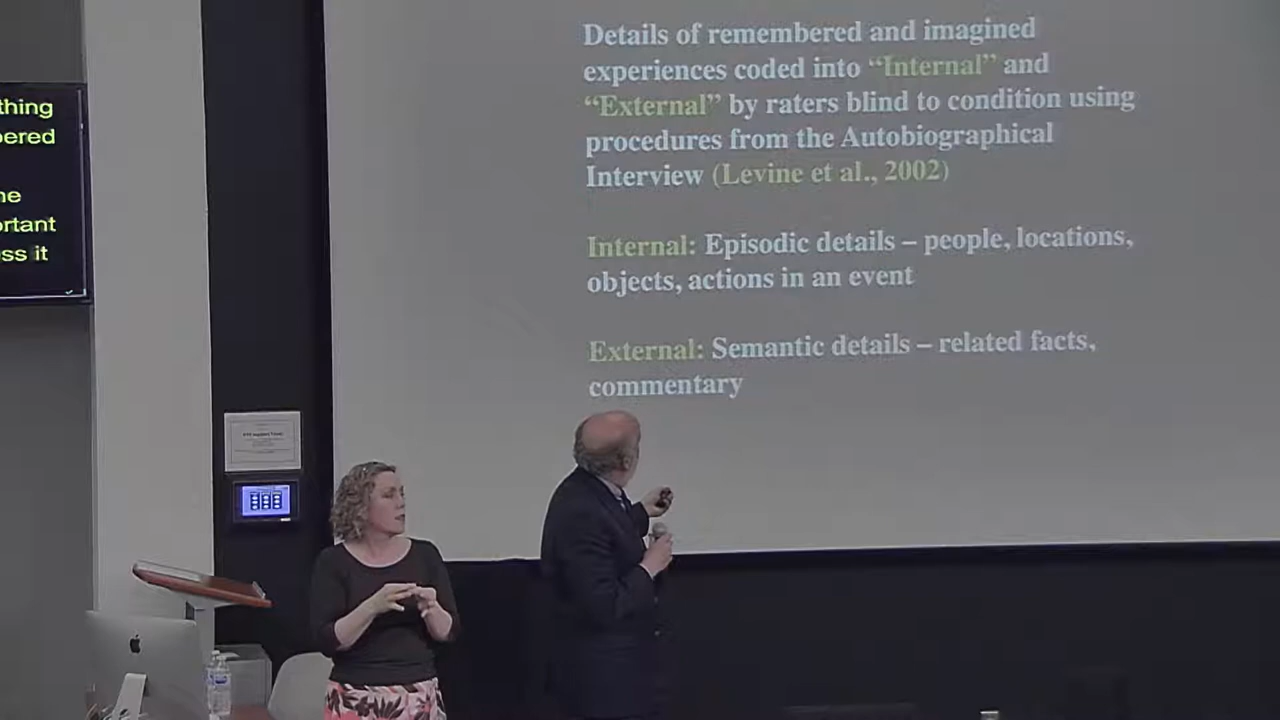 thing
bered
he
ortant
ss it
Details of remembered and imagined
experiences coded into “Internal” and
“External” by raters blind to condition using
procedures from the Autobiographical
Interview (Levine et al., 2002)
Internal: Episodic details – people, locations,
objects, actions in an event
External: Semantic details – related facts,
commentary